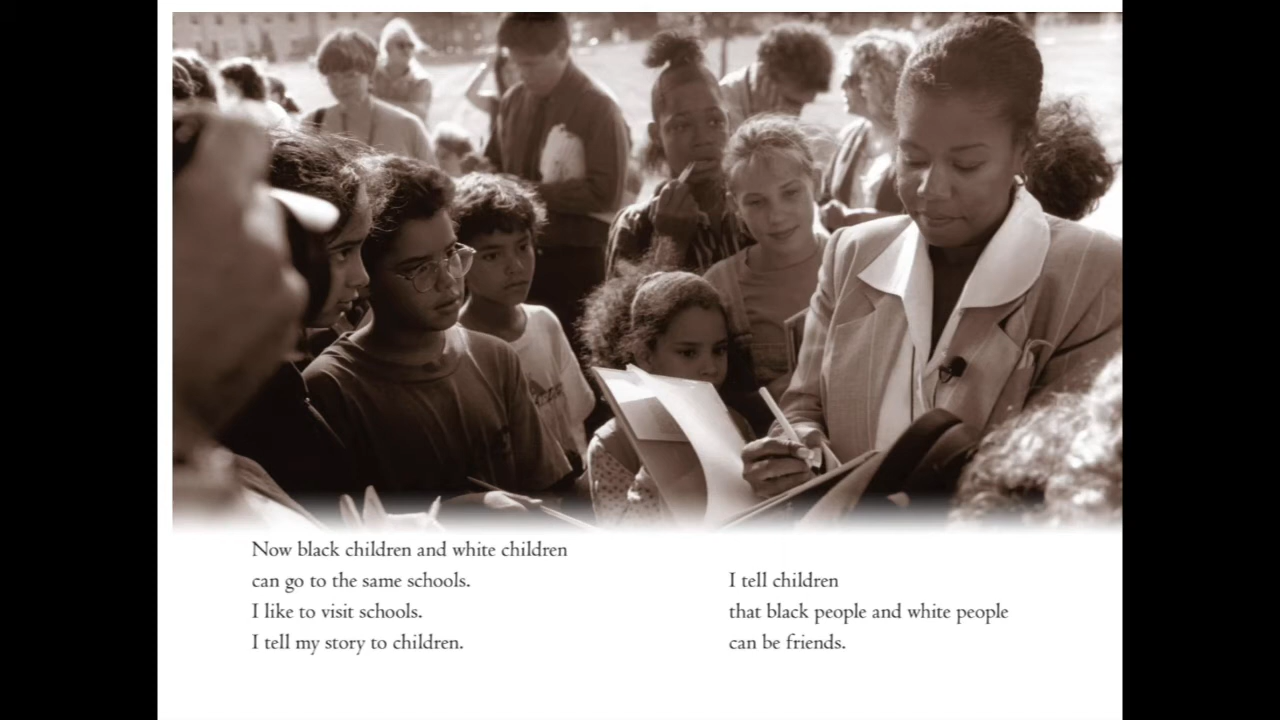 Now black children and white children
can go to the same schools.
I like to visit schools.
I tell my story to children.
I tell children
that black people and white people
can be friends.